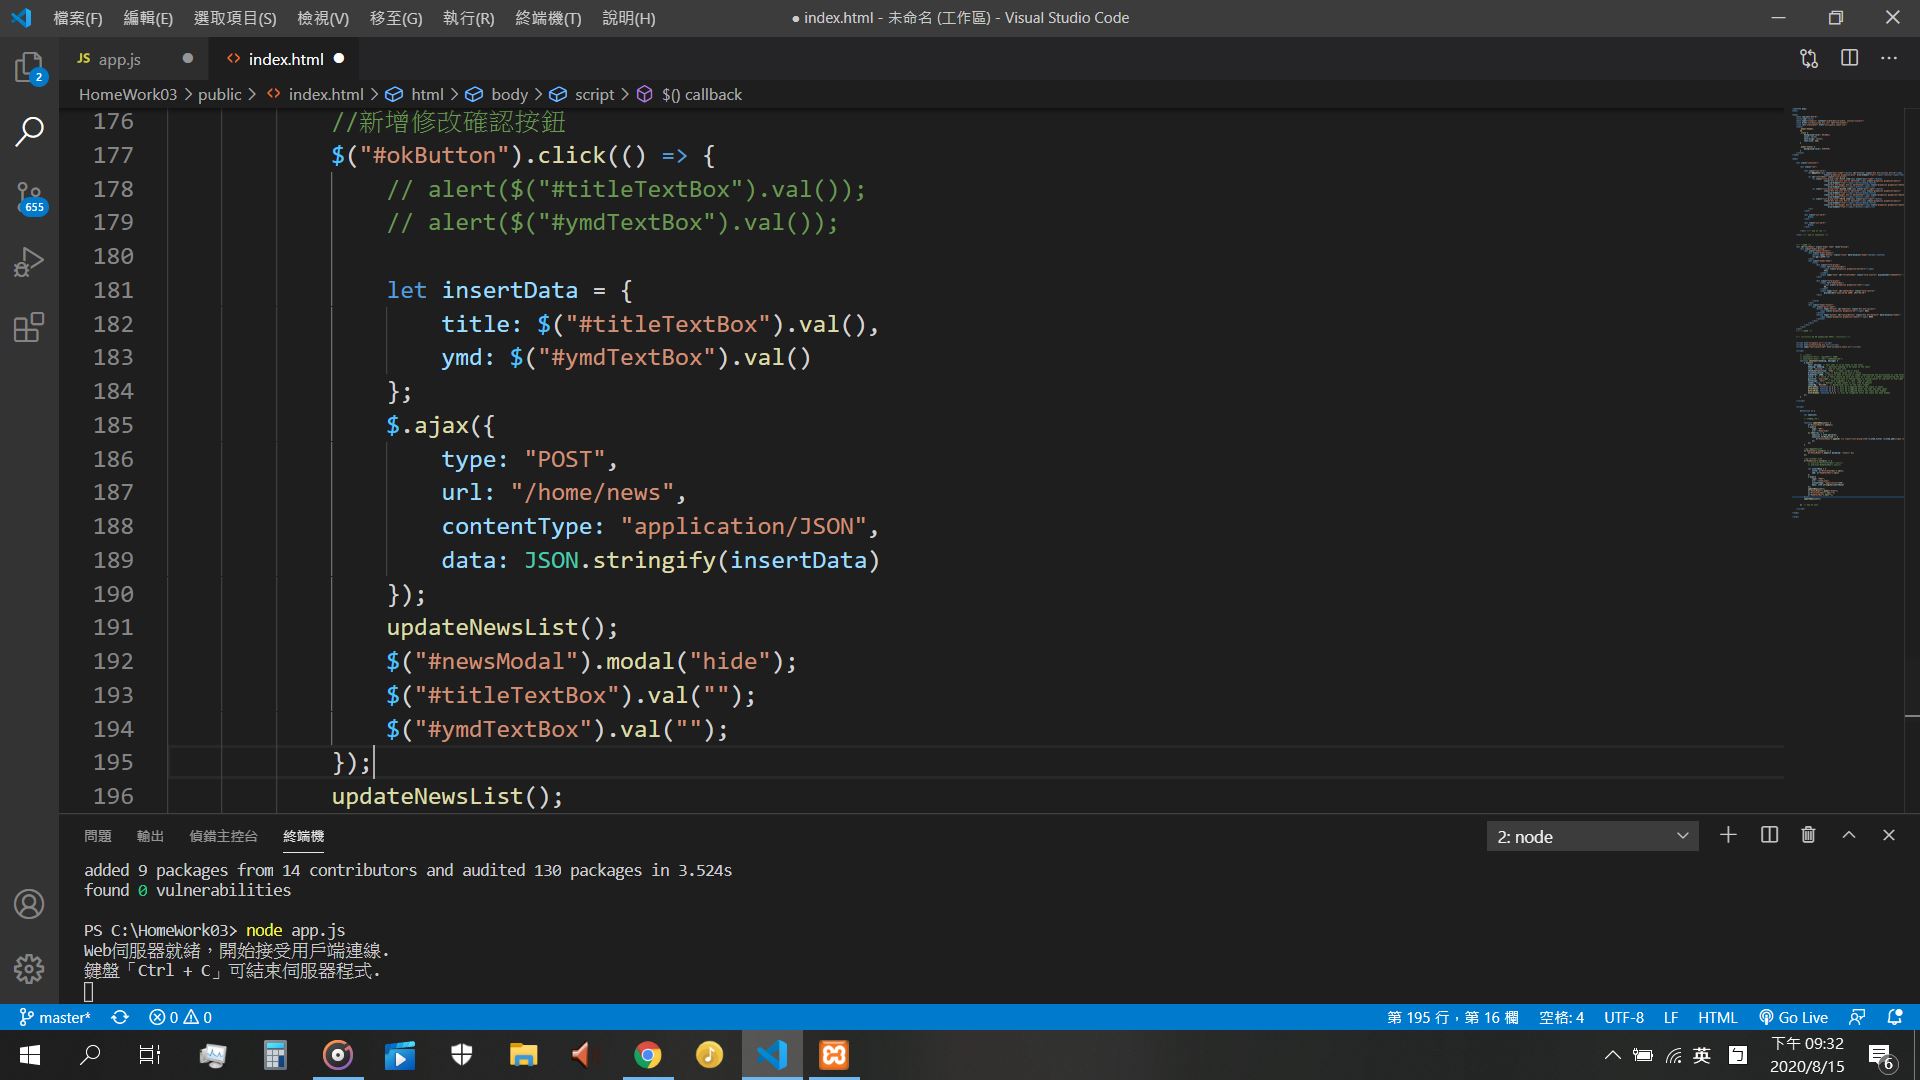 檔案(F) 編輯(E) 選取項目(S) 檢視(V) 移至(G) 執行(R) 終端機(T) 說明(H)
● index.html - 未命名 (工作區) - Visual Studio Code
JS app.js
<> index.html
2
655
HomeWork03 > public > <> index.html > html > body > script > $() callback
176 //新增修改確認按鈕
177 $("#okButton").click(() => {
178 // alert($("#titleTextBox").val());
179 // alert($("#ymdTextBox").val());
180
181 let insertData = {
182 title: $("#titleTextBox").val(),
183 ymd: $("#ymdTextBox").val()
184 };
185 $.ajax({
186 type: "POST",
187 url: "/home/news",
188 contentType: "application/JSON",
189 data: JSON.stringify(insertData)
190 });
191 updateNewsList();
192 $("#newsModal").modal("hide");
193 $("#titleTextBox").val("");
194 $("#ymdTextBox").val("");
195 });
196 updateNewsList();
問題 輸出 偵錯主控台 終端機
2: node
added 9 packages from 14 contributors and audited 130 packages in 3.524s
found 0 vulnerabilities
PS C:\HomeWork03> node app.js
Web伺服器就緒，開始接受用戶端連線.
鍵盤「Ctrl + C」可結束伺服器程式.
master* 0 0
第 195 行，第 16 欄 空格: 4 UTF-8 LF HTML Go Live
英
下午 09:32
2020/8/15
6